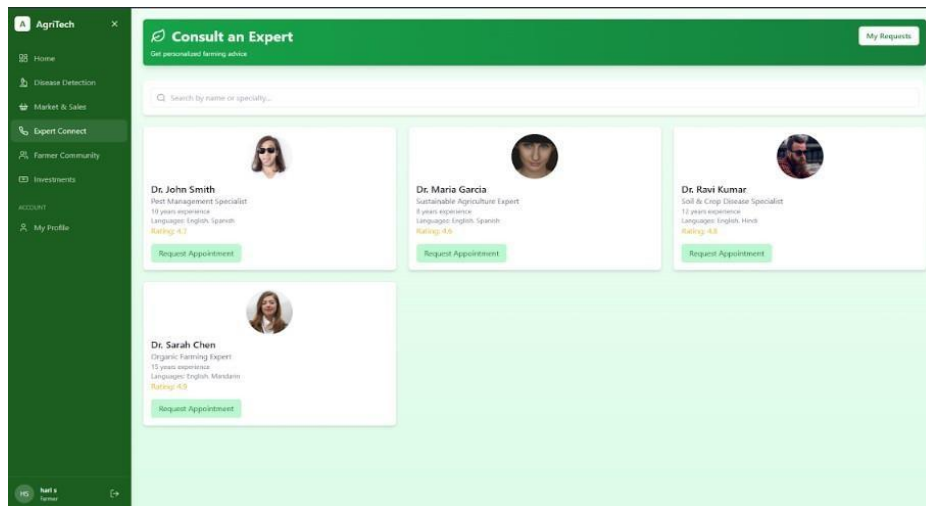 A AgriTech ×
Home
Disease Detection
Market & Sales
Expert Connect
Farmer Community
Investments
ACCOUNT
My Profile
HS hari s
farmer
Consult an Expert
Get personalized farming advice
My Requests
Search by name or specialty...
Dr. John Smith
Pest Management Specialist
10 years experience
Languages: English, Spanish
Rating: 4.7
Request Appointment
Dr. Maria Garcia
Sustainable Agriculture Expert
8 years experience
Languages: English, Spanish
Rating: 4.6
Request Appointment
Dr. Ravi Kumar
Soil & Crop Disease Specialist
12 years experience
Languages: English, Hindi
Rating: 4.8
Request Appointment
Dr. Sarah Chen
Organic Farming Expert
15 years experience
Languages: English, Mandarin
Rating: 4.9
Request Appointment